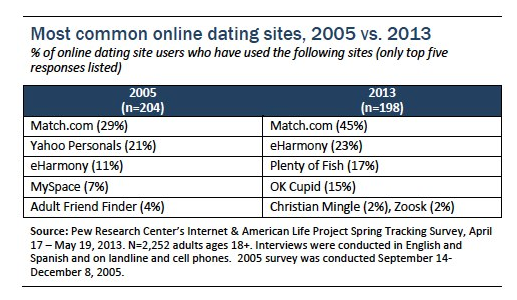 Most common online dating sites, 2005 vs. 2013
% of online dating site users who have used the following sites (only top five
responses listed)
2005 2013
(n=204) (n=198)
Match.com (29%) Match.com (45%)
Yahoo Personals (21%) eHarmony (23%)
eHarmony (11%) Plenty of Fish (17%)
MySpace (7%) OK Cupid (15%)
Adult Friend Finder (4%) Christian Mingle (2%), Zoosk (2%)
Source: Pew Research Center's Internet & American Life Project Spring Tracking Survey, April
17 – May 19, 2013. N=2,252 adults ages 18+. Interviews were conducted in English and
Spanish and on landline and cell phones. 2005 survey was conducted September 14-
December 8, 2005.